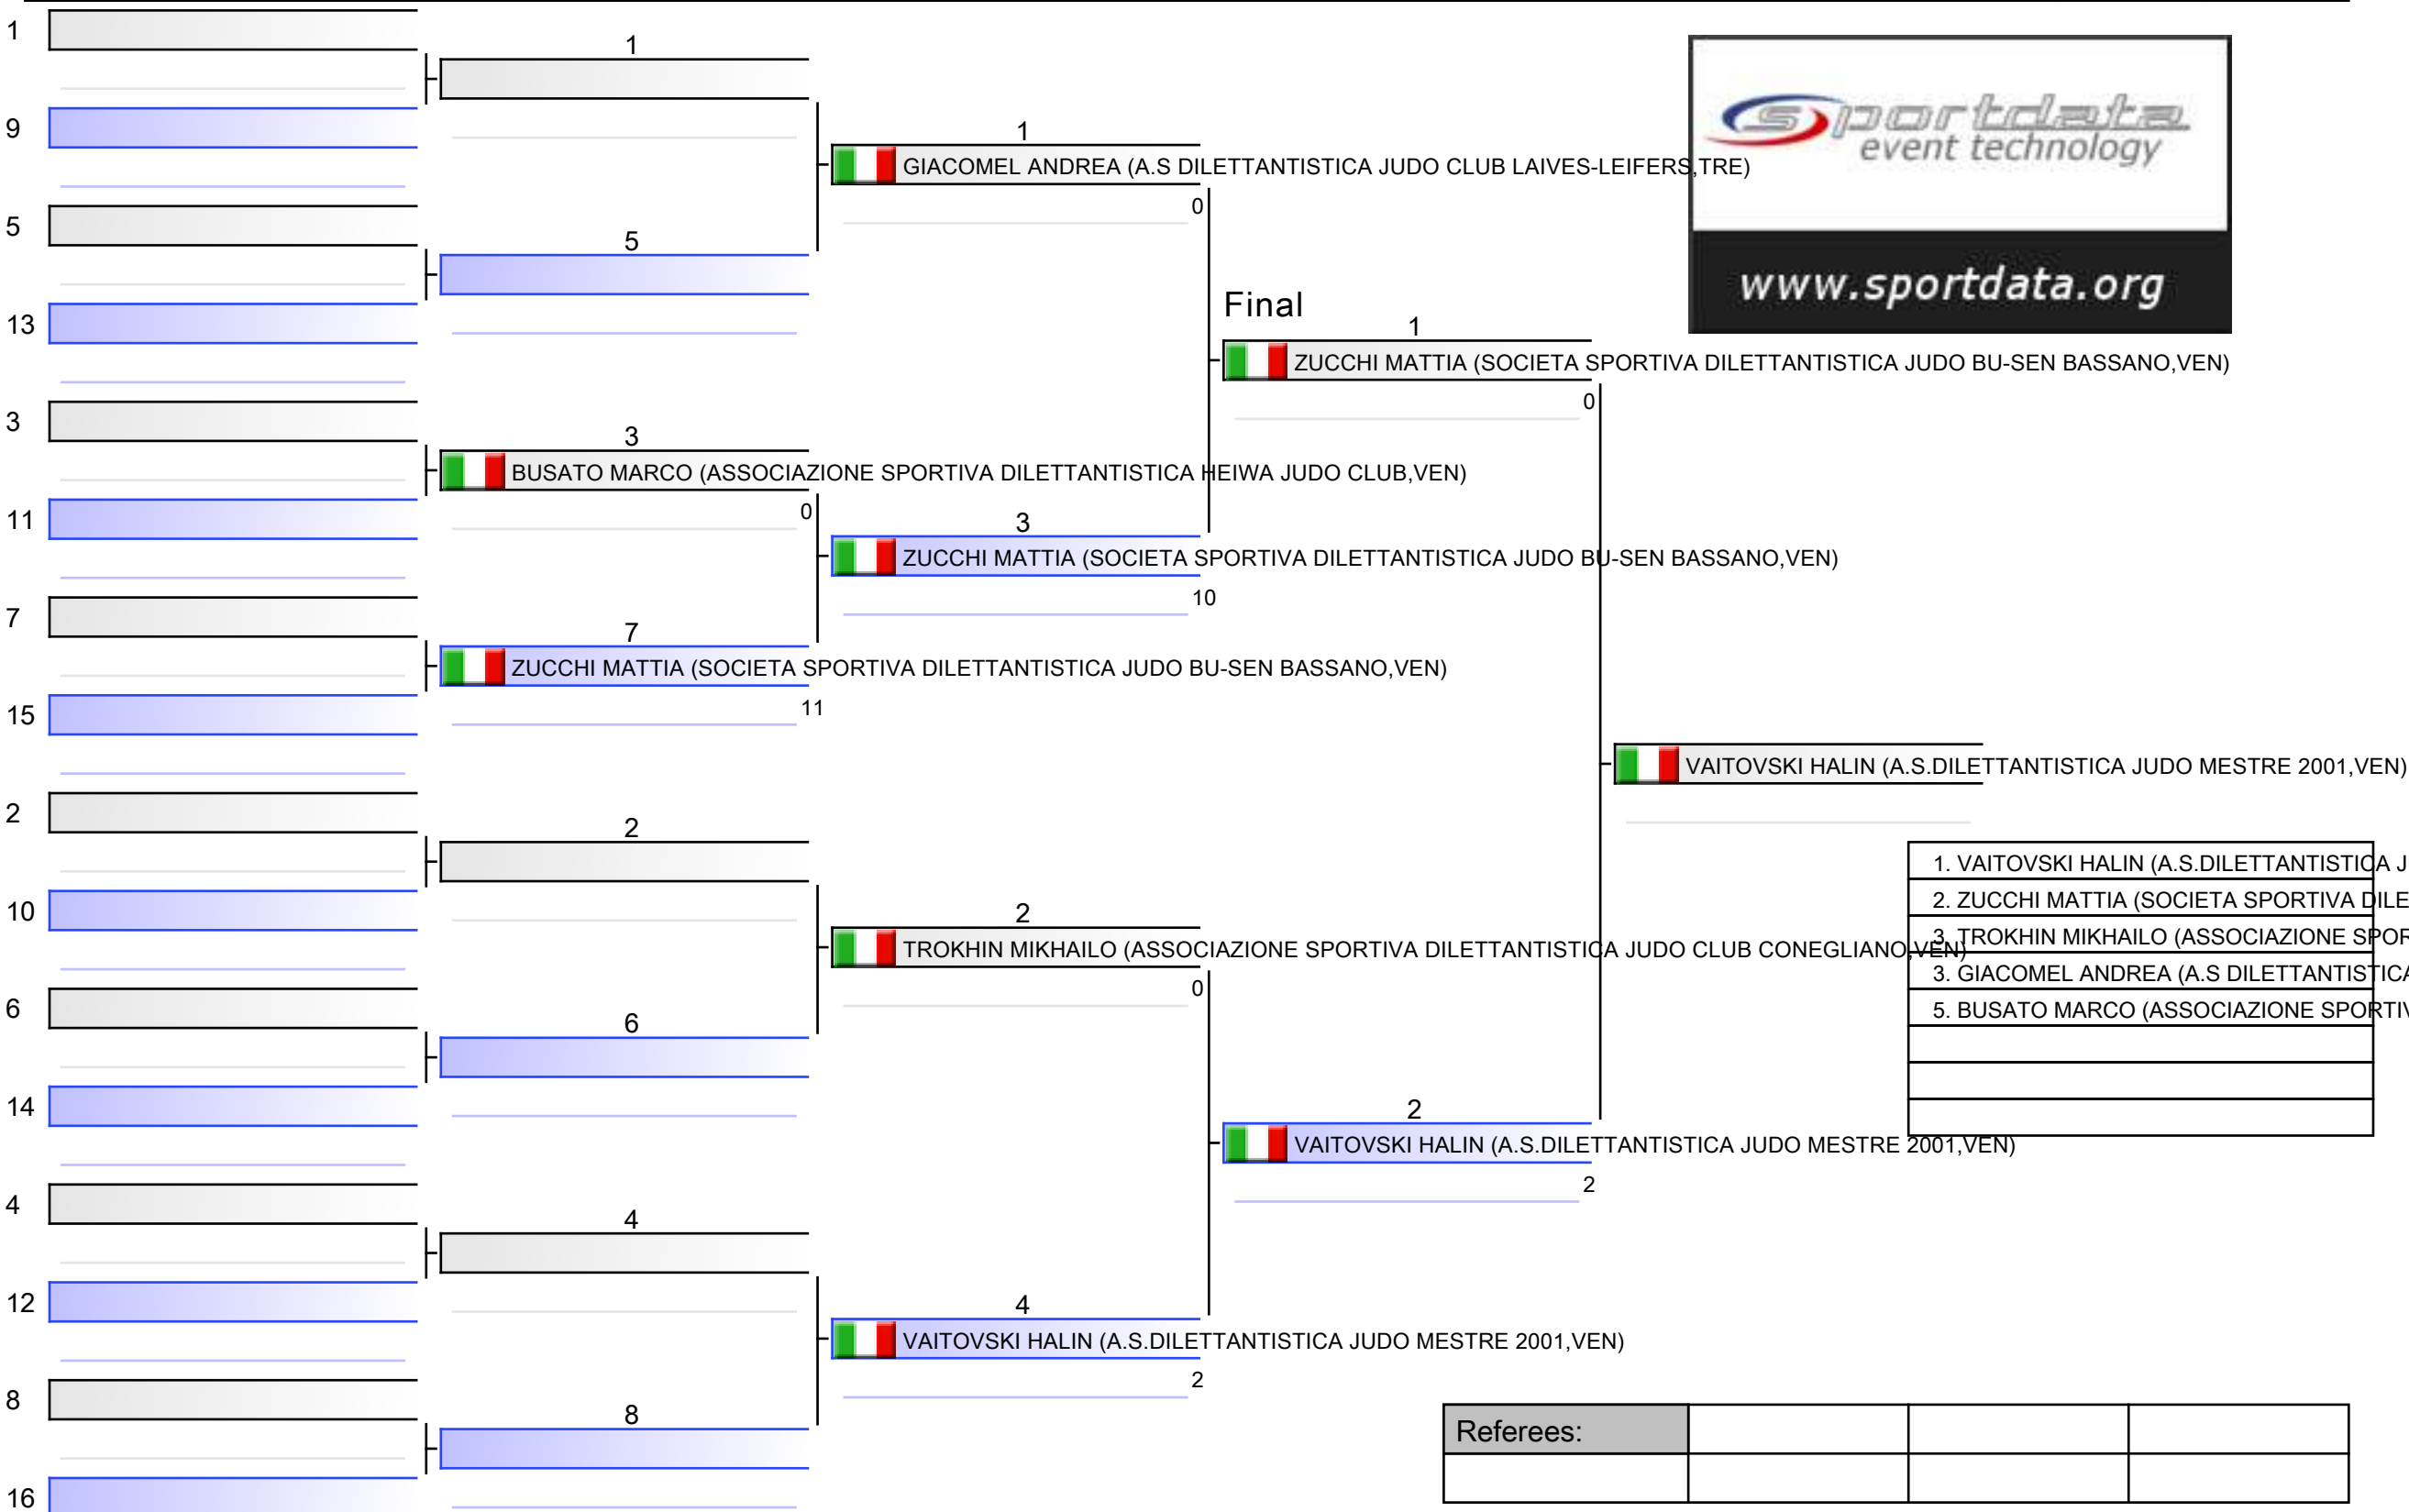 1
9
5
13
3
11
7
15
2
10
6
14
4
12
8
16
1
5
3
BUSATO MARCO (ASSOCIAZIONE SPORTIVA DILETTANTISTICA HEIWA JUDO CLUB,VEN)
0
7
ZUCCHI MATTIA (SOCIETA SPORTIVA DILETTANTISTICA JUDO BU-SEN BASSANO,VEN)
11
2
6
4
8
1
GIACOMEL ANDREA (A.S DILETTANTISTICA JUDO CLUB LAIVES-LEIFERS,TRE)
0
3
ZUCCHI MATTIA (SOCIETA SPORTIVA DILETTANTISTICA JUDO BU-SEN BASSANO,VEN)
10
2
TROKHIN MIKHAILO (ASSOCIAZIONE SPORTIVA DILETTANTISTICA JUDO CLUB CONEGLIANO,VEN)
0
4
VAITOVSKI HALIN (A.S.DILETTANTISTICA JUDO MESTRE 2001,VEN)
2
Final
1
ZUCCHI MATTIA (SOCIETA SPORTIVA DILETTANTISTICA JUDO BU-SEN BASSANO,VEN)
0
2
VAITOVSKI HALIN (A.S.DILETTANTISTICA JUDO MESTRE 2001,VEN)
2
VAITOVSKI HALIN (A.S.DILETTANTISTICA JUDO MESTRE 2001,VEN)
sportdata
event technology
www.sportdata.org
1. VAITOVSKI HALIN (A.S.DILETTANTISTICA J
2. ZUCCHI MATTIA (SOCIETA SPORTIVA DILE
3. TROKHIN MIKHAILO (ASSOCIAZIONE SPOR
3. GIACOMEL ANDREA (A.S DILETTANTISTICA
5. BUSATO MARCO (ASSOCIAZIONE SPORTIV
Referees: